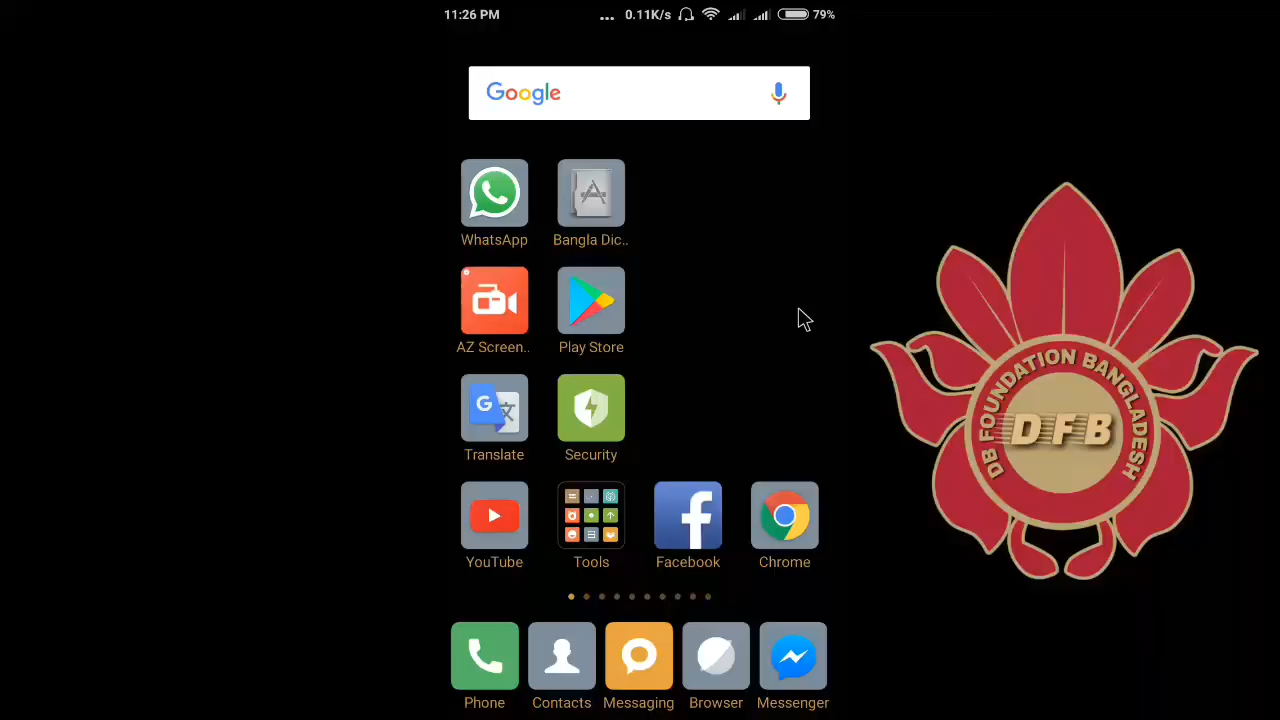 11:26 PM ... 0.11K/s 79%
Google
WhatsApp Bangla Dic..
AZ Screen.. Play Store
Translate Security
YouTube Tools Facebook Chrome
Phone Contacts Messaging Browser Messenger
DB FOUNDATION BANGLADESH
DFB